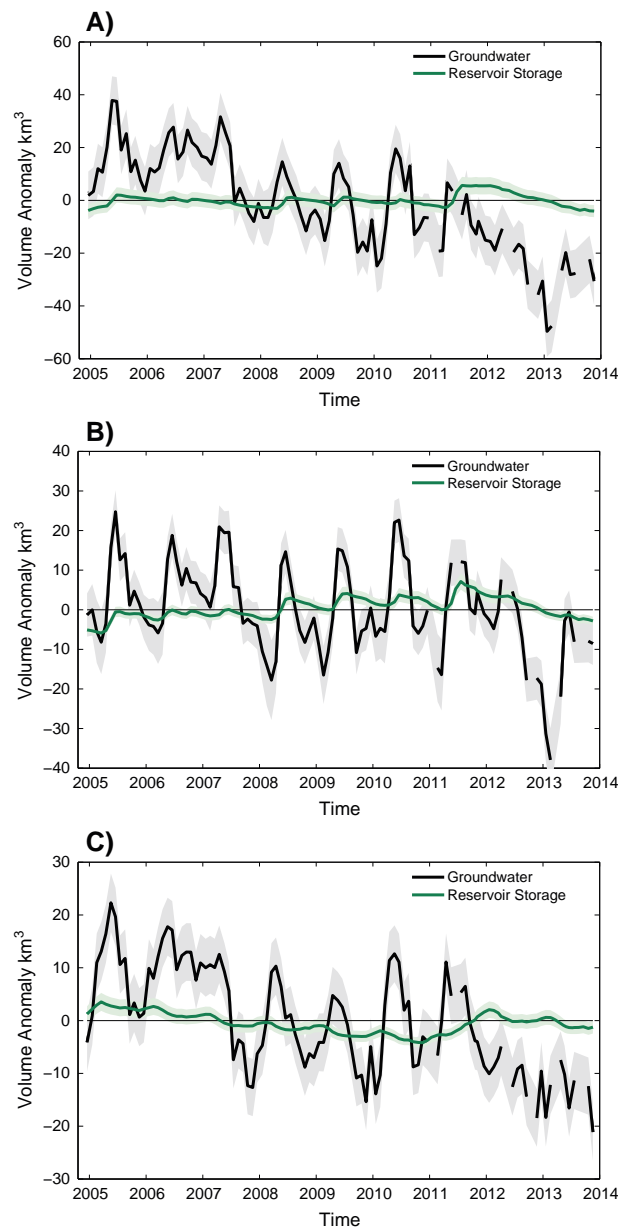 A)
60
Groundwater
Reservoir Storage
40
20
0
−20
−40
−60
Volume Anomaly km³
2005 2006 2007 2008 2009 2010 2011 2012 2013 2014
Time
B)
40
Groundwater
Reservoir Storage
30
20
10
0
−10
−20
−30
−40
Volume Anomaly km³
2005 2006 2007 2008 2009 2010 2011 2012 2013 2014
Time
C)
30
Groundwater
Reservoir Storage
20
10
0
−10
−20
−30
Volume Anomaly km³
2005 2006 2007 2008 2009 2010 2011 2012 2013 2014
Time